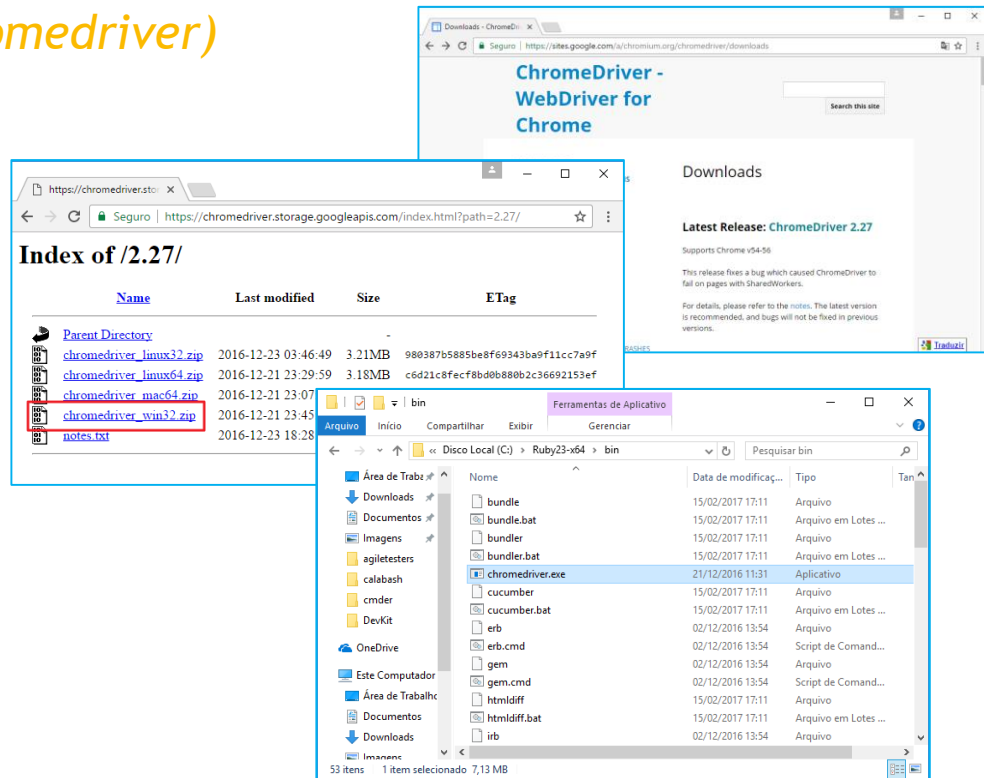 omedriver)
Downloads - ChromeDri
Seguro | https://sites.google.com/a/chromium.org/chromedriver/downloads
ChromeDriver -
WebDriver for
Chrome
Search this site
Downloads
Latest Release: ChromeDriver 2.27
Supports Chrome v54-56
This release fixes a bug which caused ChromeDriver to
fail on pages with SharedWorkers.
For details, please refer to the notes. The latest version
is recommended, and bugs will not be fixed in previous
versions.
Traduzir
https://chromedriver.stor
Seguro | https://chromedriver.storage.googleapis.com/index.html?path=2.27/
Index of /2.27/
Name Last modified Size ETag
Parent Directory -
chromedriver_linux32.zip 2016-12-23 03:46:49 3.21MB 980387b5885be8f69343ba9f11cc7a9f
chromedriver_linux64.zip 2016-12-21 23:29:59 3.18MB c6d21c8fecf8bd0b880b2c36692153ef
chromedriver_mac64.zip 2016-12-21 23:07
chromedriver_win32.zip 2016-12-21 23:45
notes.txt 2016-12-23 18:28
bin Ferramentas de Aplicativo
Arquivo Início Compartilhar Exibir Gerenciar
« Disco Local (C:) > Ruby23-x64 > bin Pesquisar bin
Área de Traba
Downloads
Documentos
Imagens
agiletesters
calabash
cmder
DevKit
OneDrive
Este Computador
Área de Trabalho
Documentos
Downloads
Imagens
Nome Data de modificaç... Tipo Tan
bundle 15/02/2017 17:11 Arquivo
bundle.bat 15/02/2017 17:11 Arquivo em Lotes ...
bundler 15/02/2017 17:11 Arquivo
bundler.bat 15/02/2017 17:11 Arquivo em Lotes ...
chromedriver.exe 21/12/2016 11:31 Aplicativo
cucumber 15/02/2017 17:11 Arquivo
cucumber.bat 15/02/2017 17:11 Arquivo em Lotes ...
erb 02/12/2016 13:54 Arquivo
erb.cmd 02/12/2016 13:54 Script de Comand...
gem 02/12/2016 13:54 Arquivo
gem.cmd 02/12/2016 13:54 Script de Comand...
htmldiff 15/02/2017 17:11 Arquivo
htmldiff.bat 15/02/2017 17:11 Arquivo em Lotes ...
irb 02/12/2016 13:54 Arquivo
53 itens 1 item selecionado 7,13 MB